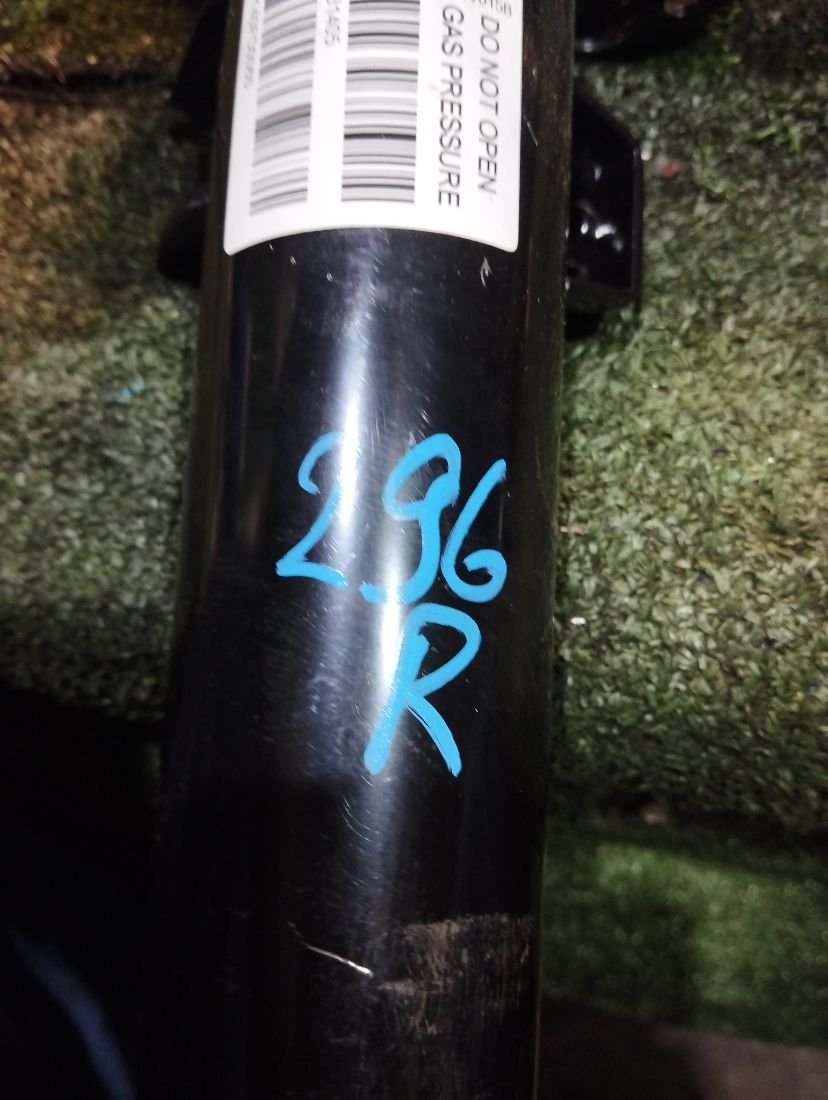 DO NOT OPEN
GAS PRESSURE
296
R